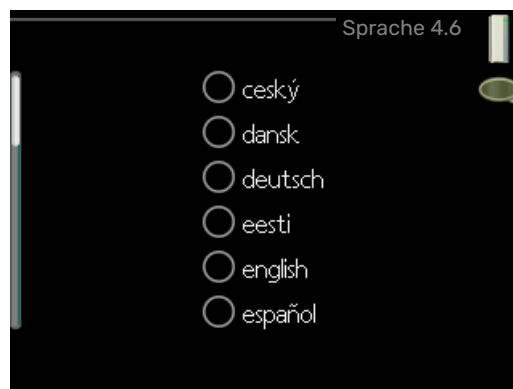 Sprache 4.6
ceský
dansk
deutsch
eesti
english
español